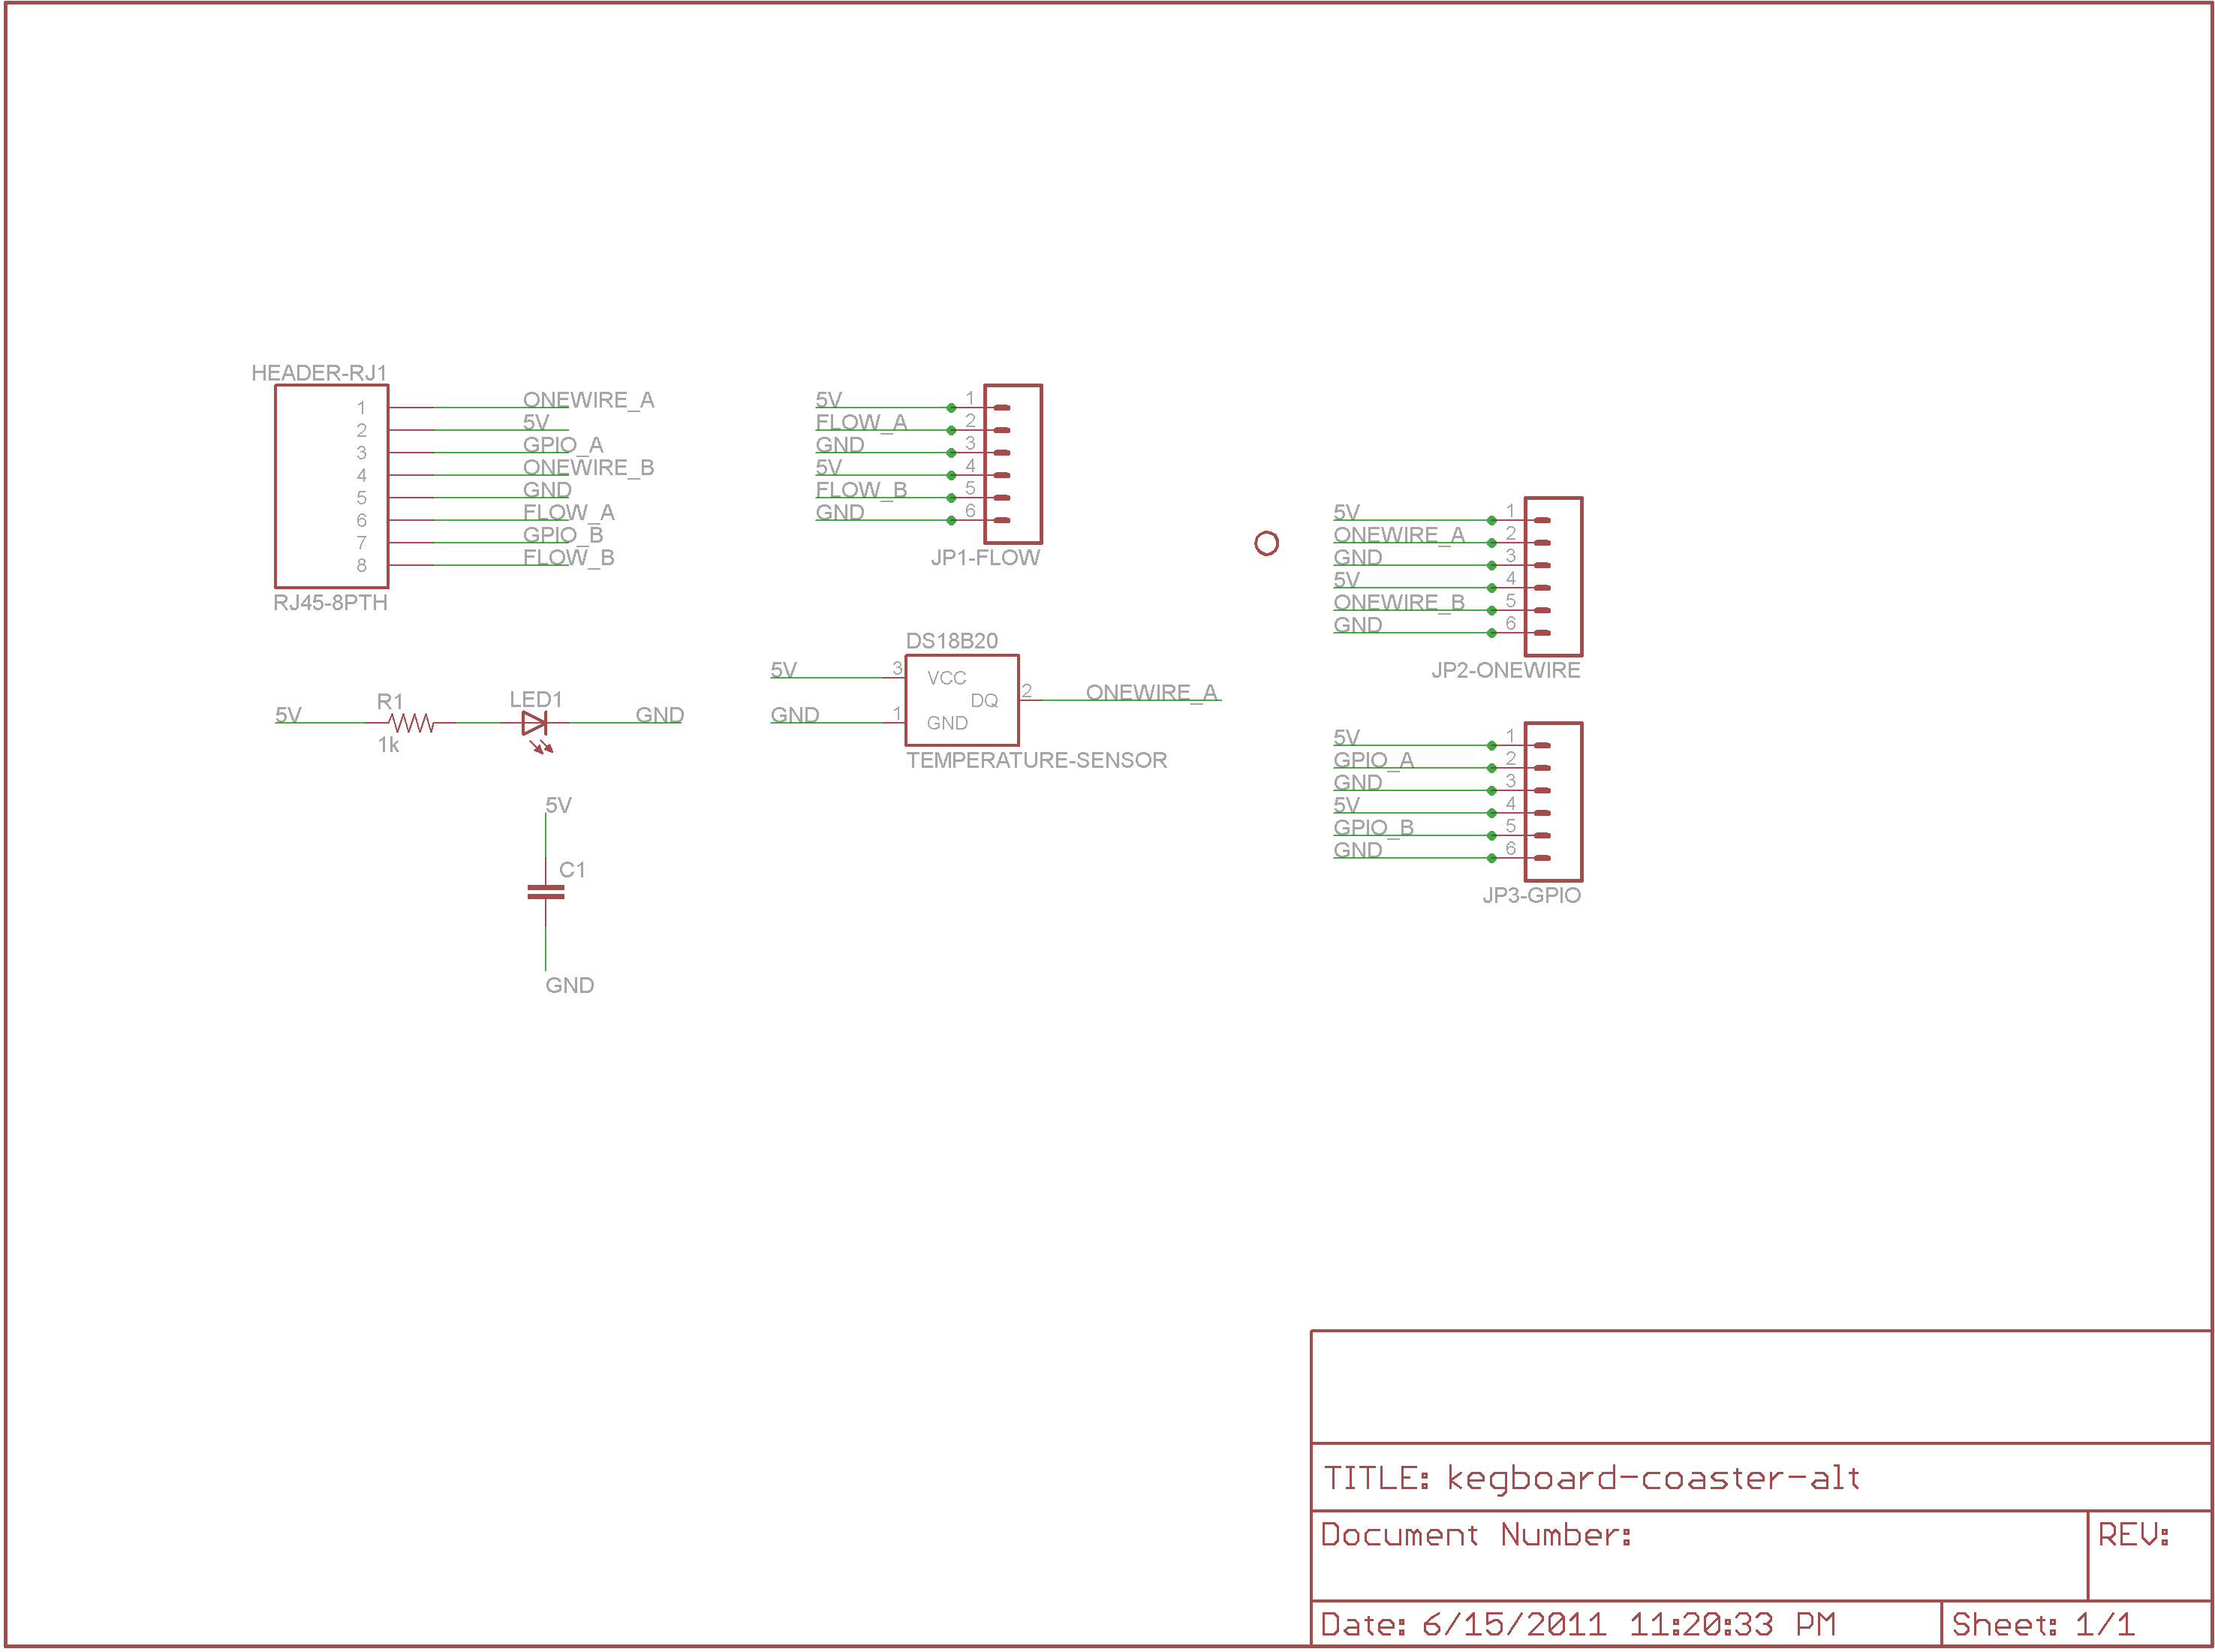 HEADER-RJ1
1 ONEWIRE_A
2 5V
3 GPIO_A
4 ONEWIRE_B
5 GND
6 FLOW_A
7 GPIO_B
8 FLOW_B
RJ45-8PTH
5V 1
FLOW_A 2
GND 3
5V 4
FLOW_B 5
GND 6
JP1-FLOW
5V 1
ONEWIRE_A 2
GND 3
5V 4
ONEWIRE_B 5
GND 6
JP2-ONEWIRE
5V R1 LED1 GND
1k
DS18B20
5V 3 VCC
DQ 2 ONEWIRE_A
GND 1 GND
TEMPERATURE-SENSOR
5V 1
GPIO_A 2
GND 3
5V 4
GPIO_B 5
GND 6
JP3-GPIO
5V
C1
GND
TITLE: kegboard-coaster-alt
Document Number:
REV:
Date: 6/15/2011 11:20:33 PM
Sheet: 1/1